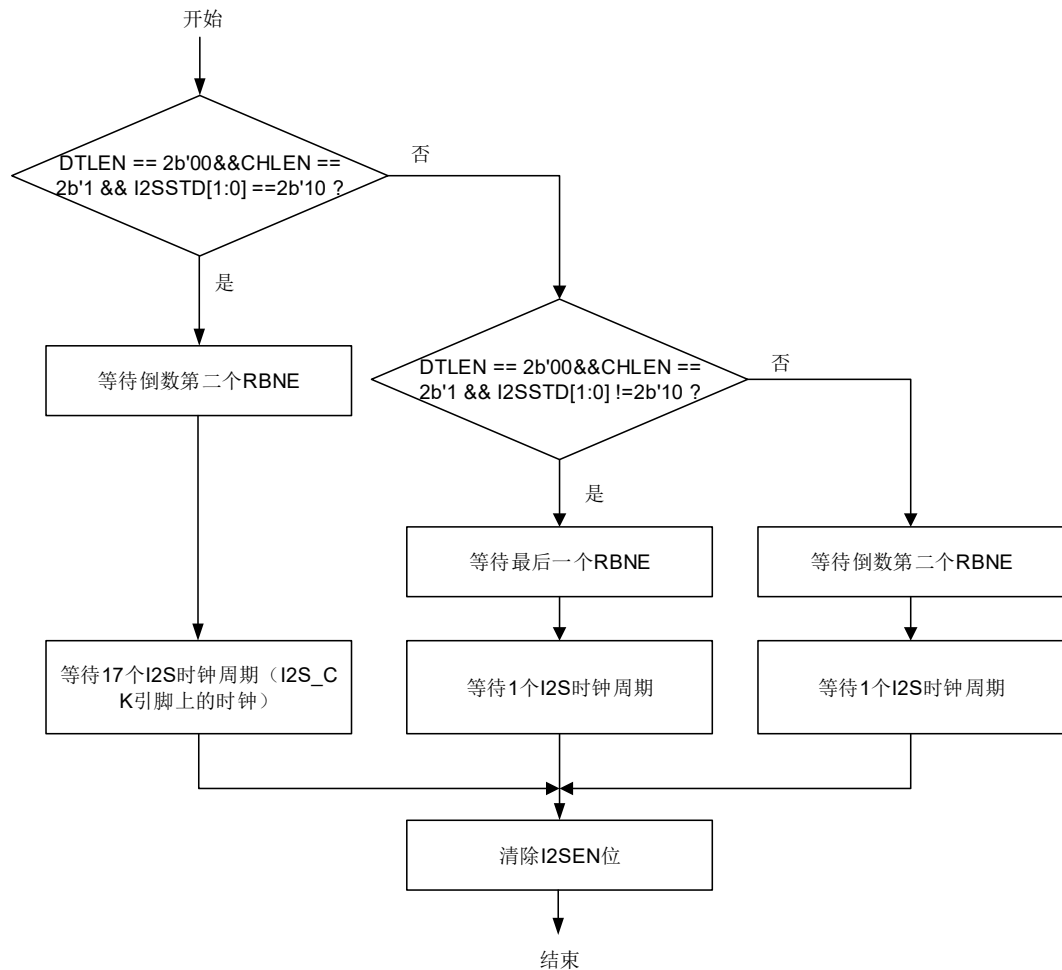 开始
DTLEN == 2b'00&&CHLEN ==
2b'1 && I2SSTD[1:0] ==2b'10 ?
否
是
等待倒数第二个RBNE
DTLEN == 2b'00&&CHLEN ==
2b'1 && I2SSTD[1:0] !=2b'10 ?
否
是
等待最后一个RBNE
等待倒数第二个RBNE
等待17个I2S时钟周期（I2S_C
K引脚上的时钟）
等待1个I2S时钟周期
等待1个I2S时钟周期
清除I2SEN位
结束